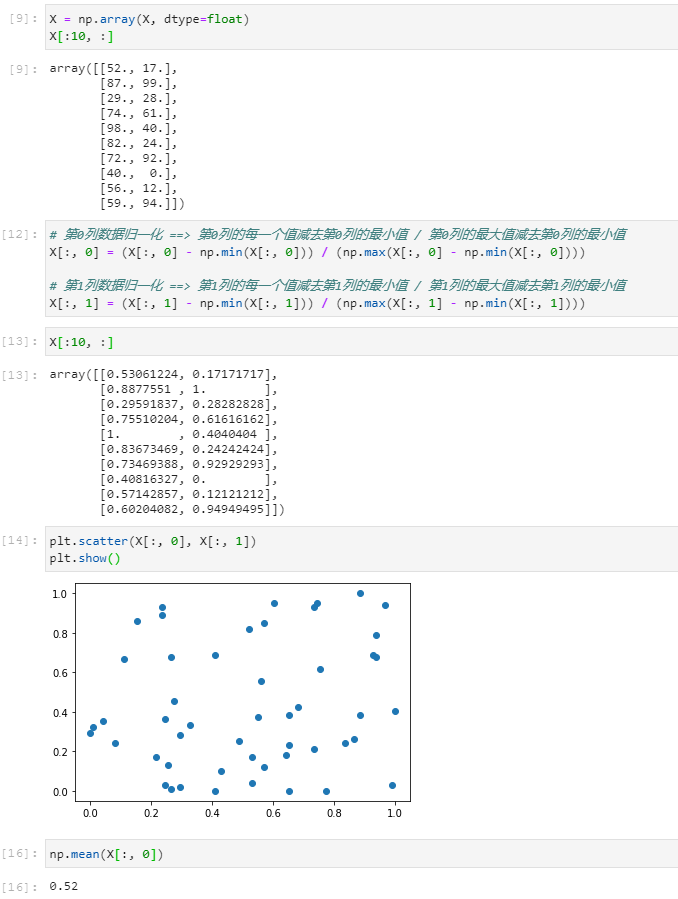 [9]: X = np.array(X, dtype=float)
X[:10, :]
[9]: array([[52., 17.],
[87., 99.],
[29., 28.],
[74., 61.],
[98., 40.],
[82., 24.],
[72., 92.],
[40.,  0.],
[56., 12.],
[59., 94.]])
[12]: # 第0列数据归一化 ==> 第0列的每一个值减去第0列的最小值 / 第0列的最大值减去第0列的最小值
X[:, 0] = (X[:, 0] - np.min(X[:, 0])) / (np.max(X[:, 0] - np.min(X[:, 0])))
# 第1列数据归一化 ==> 第1列的每一个值减去第1列的最小值 / 第1列的最大值减去第1列的最小值
X[:, 1] = (X[:, 1] - np.min(X[:, 1])) / (np.max(X[:, 1] - np.min(X[:, 1])))
[13]: X[:10, :]
[13]: array([[0.53061224, 0.17171717],
[0.8877551 , 1.        ],
[0.29591837, 0.28282828],
[0.75510204, 0.61616162],
[1.        , 0.4040404 ],
[0.83673469, 0.24242424],
[0.73469388, 0.92929293],
[0.40816327, 0.        ],
[0.57142857, 0.12121212],
[0.60204082, 0.94949495]])
[14]: plt.scatter(X[:, 0], X[:, 1])
plt.show()
1.0
0.8
0.6
0.4
0.2
0.0
0.0 0.2 0.4 0.6 0.8 1.0
[16]: np.mean(X[:, 0])
[16]: 0.52